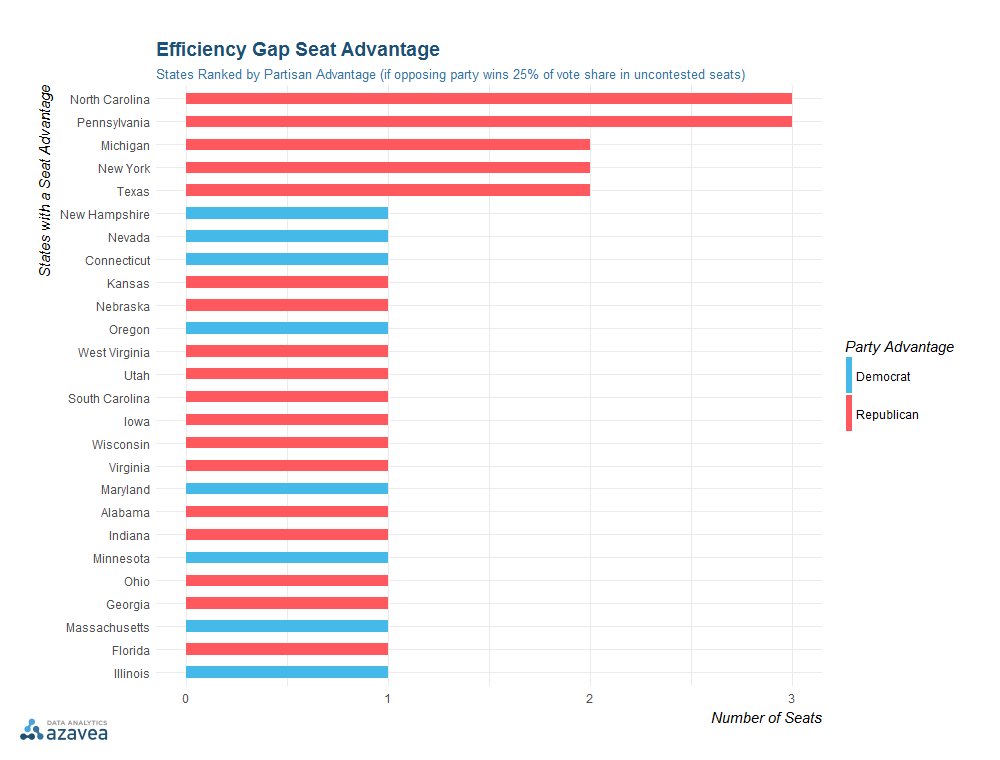 Efficiency Gap Seat Advantage
States Ranked by Partisan Advantage (if opposing party wins 25% of vote share in uncontested seats)
States with a Seat Advantage
North Carolina
Pennsylvania
Michigan
New York
Texas
New Hampshire
Nevada
Connecticut
Kansas
Nebraska
Oregon
West Virginia
Utah
South Carolina
Iowa
Wisconsin
Virginia
Maryland
Alabama
Indiana
Minnesota
Ohio
Georgia
Massachusetts
Florida
Illinois
0 1 2 3
Number of Seats
Party Advantage
Democrat
Republican
DATA ANALYTICS
azavea